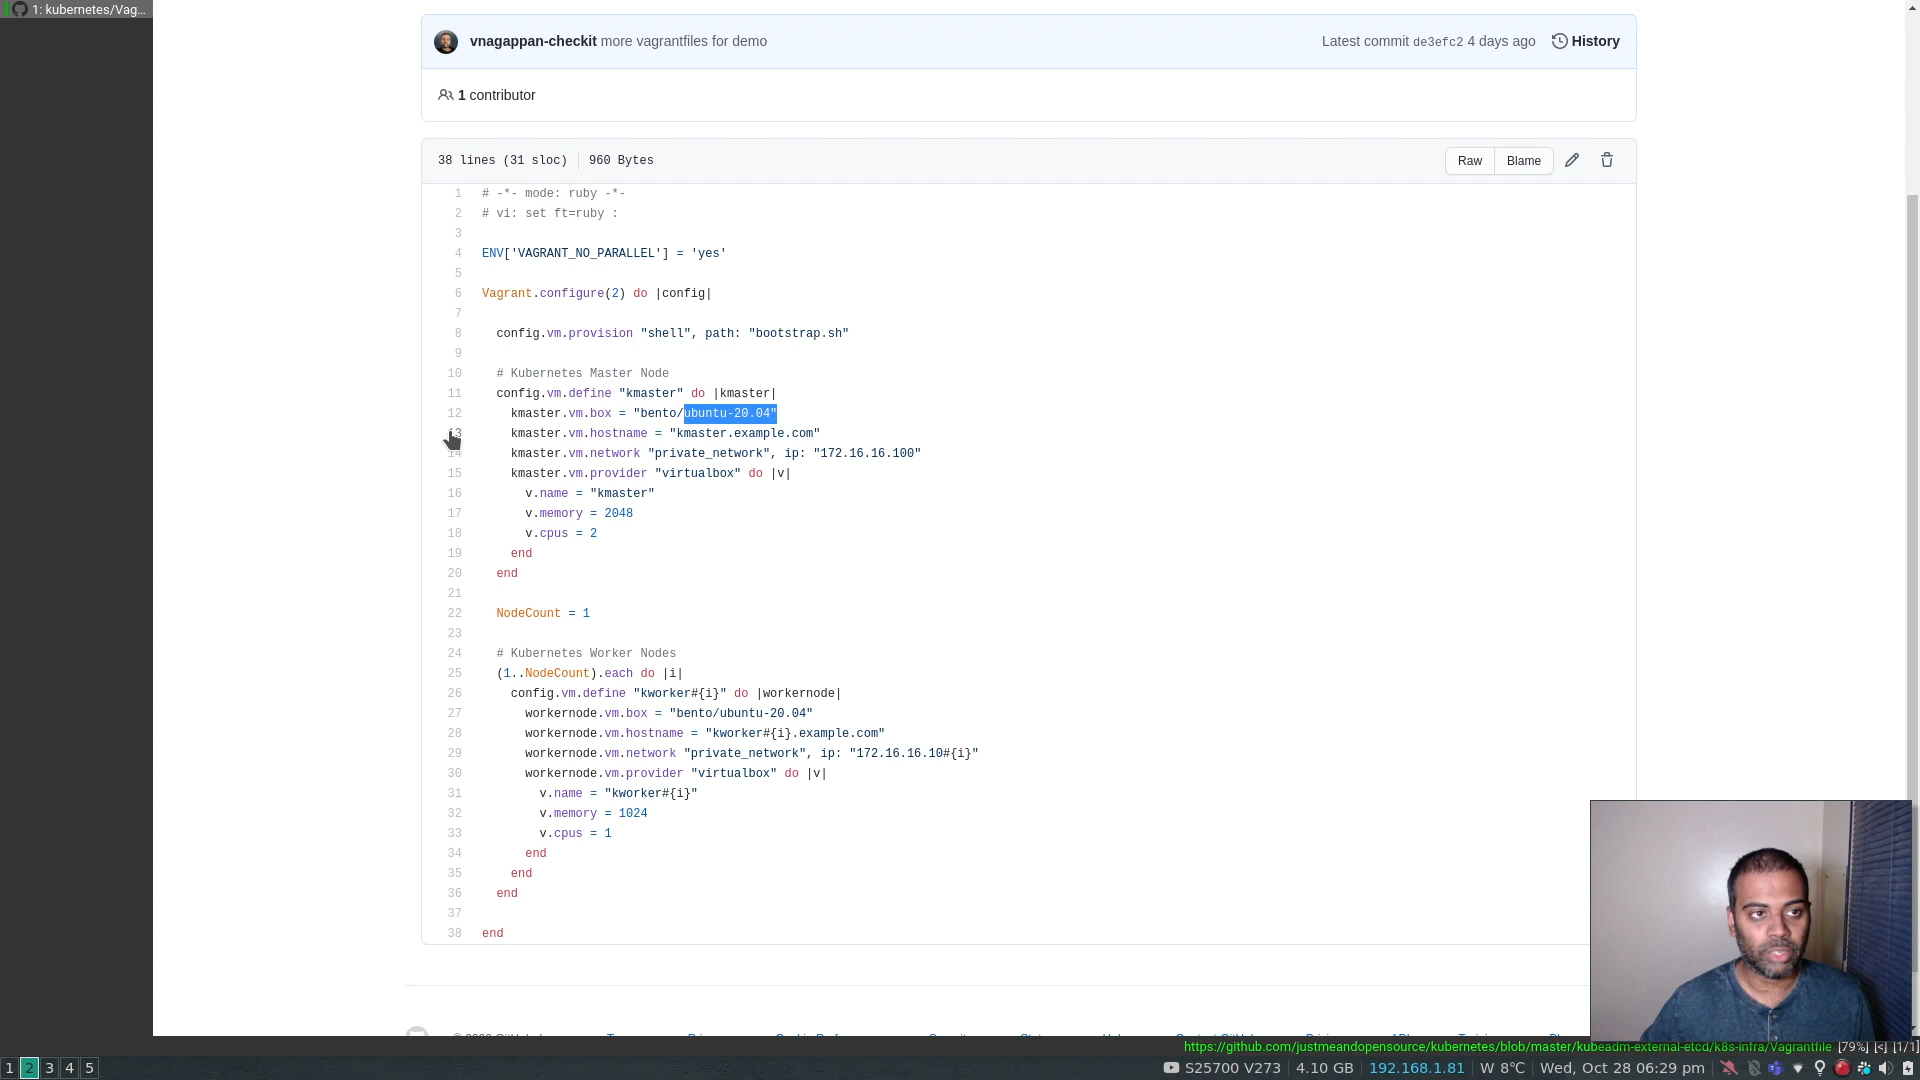 1: kubernetes/Vag...
vnagappan-checkit more vagrantfiles for demo
Latest commit de3efc2 4 days ago
History
1 contributor
38 lines (31 sloc)
960 Bytes
Raw
Blame
1 # -*- mode: ruby -*-
2 # vi: set ft=ruby :
3
4 ENV['VAGRANT_NO_PARALLEL'] = 'yes'
5
6 Vagrant.configure(2) do |config|
7
8 config.vm.provision "shell", path: "bootstrap.sh"
9
10 # Kubernetes Master Node
11 config.vm.define "kmaster" do |kmaster|
12 kmaster.vm.box = "bento/ubuntu-20.04"
13 kmaster.vm.hostname = "kmaster.example.com"
14 kmaster.vm.network "private_network", ip: "172.16.16.100"
15 kmaster.vm.provider "virtualbox" do |v|
16 v.name = "kmaster"
17 v.memory = 2048
18 v.cpus = 2
19 end
20 end
21
22 NodeCount = 1
23
24 # Kubernetes Worker Nodes
25 (1..NodeCount).each do |i|
26 config.vm.define "kworker#{i}" do |workernode|
27 workernode.vm.box = "bento/ubuntu-20.04"
28 workernode.vm.hostname = "kworker#{i}.example.com"
29 workernode.vm.network "private_network", ip: "172.16.16.10#{i}"
30 workernode.vm.provider "virtualbox" do |v|
31 v.name = "kworker#{i}"
32 v.memory = 1024
33 v.cpus = 1
34 end
35 end
36 end
37
38 end
https://github.com/justmeandopensource/kubernetes/blob/master/kubeadm-external-etcd/k8s-infra/Vagrantfile [79%] [<] [1/1]
1 2 3 4 5
S25700 V273 | 4.10 GB | 192.168.1.81 | W 8°C | Wed, Oct 28 06:29 pm